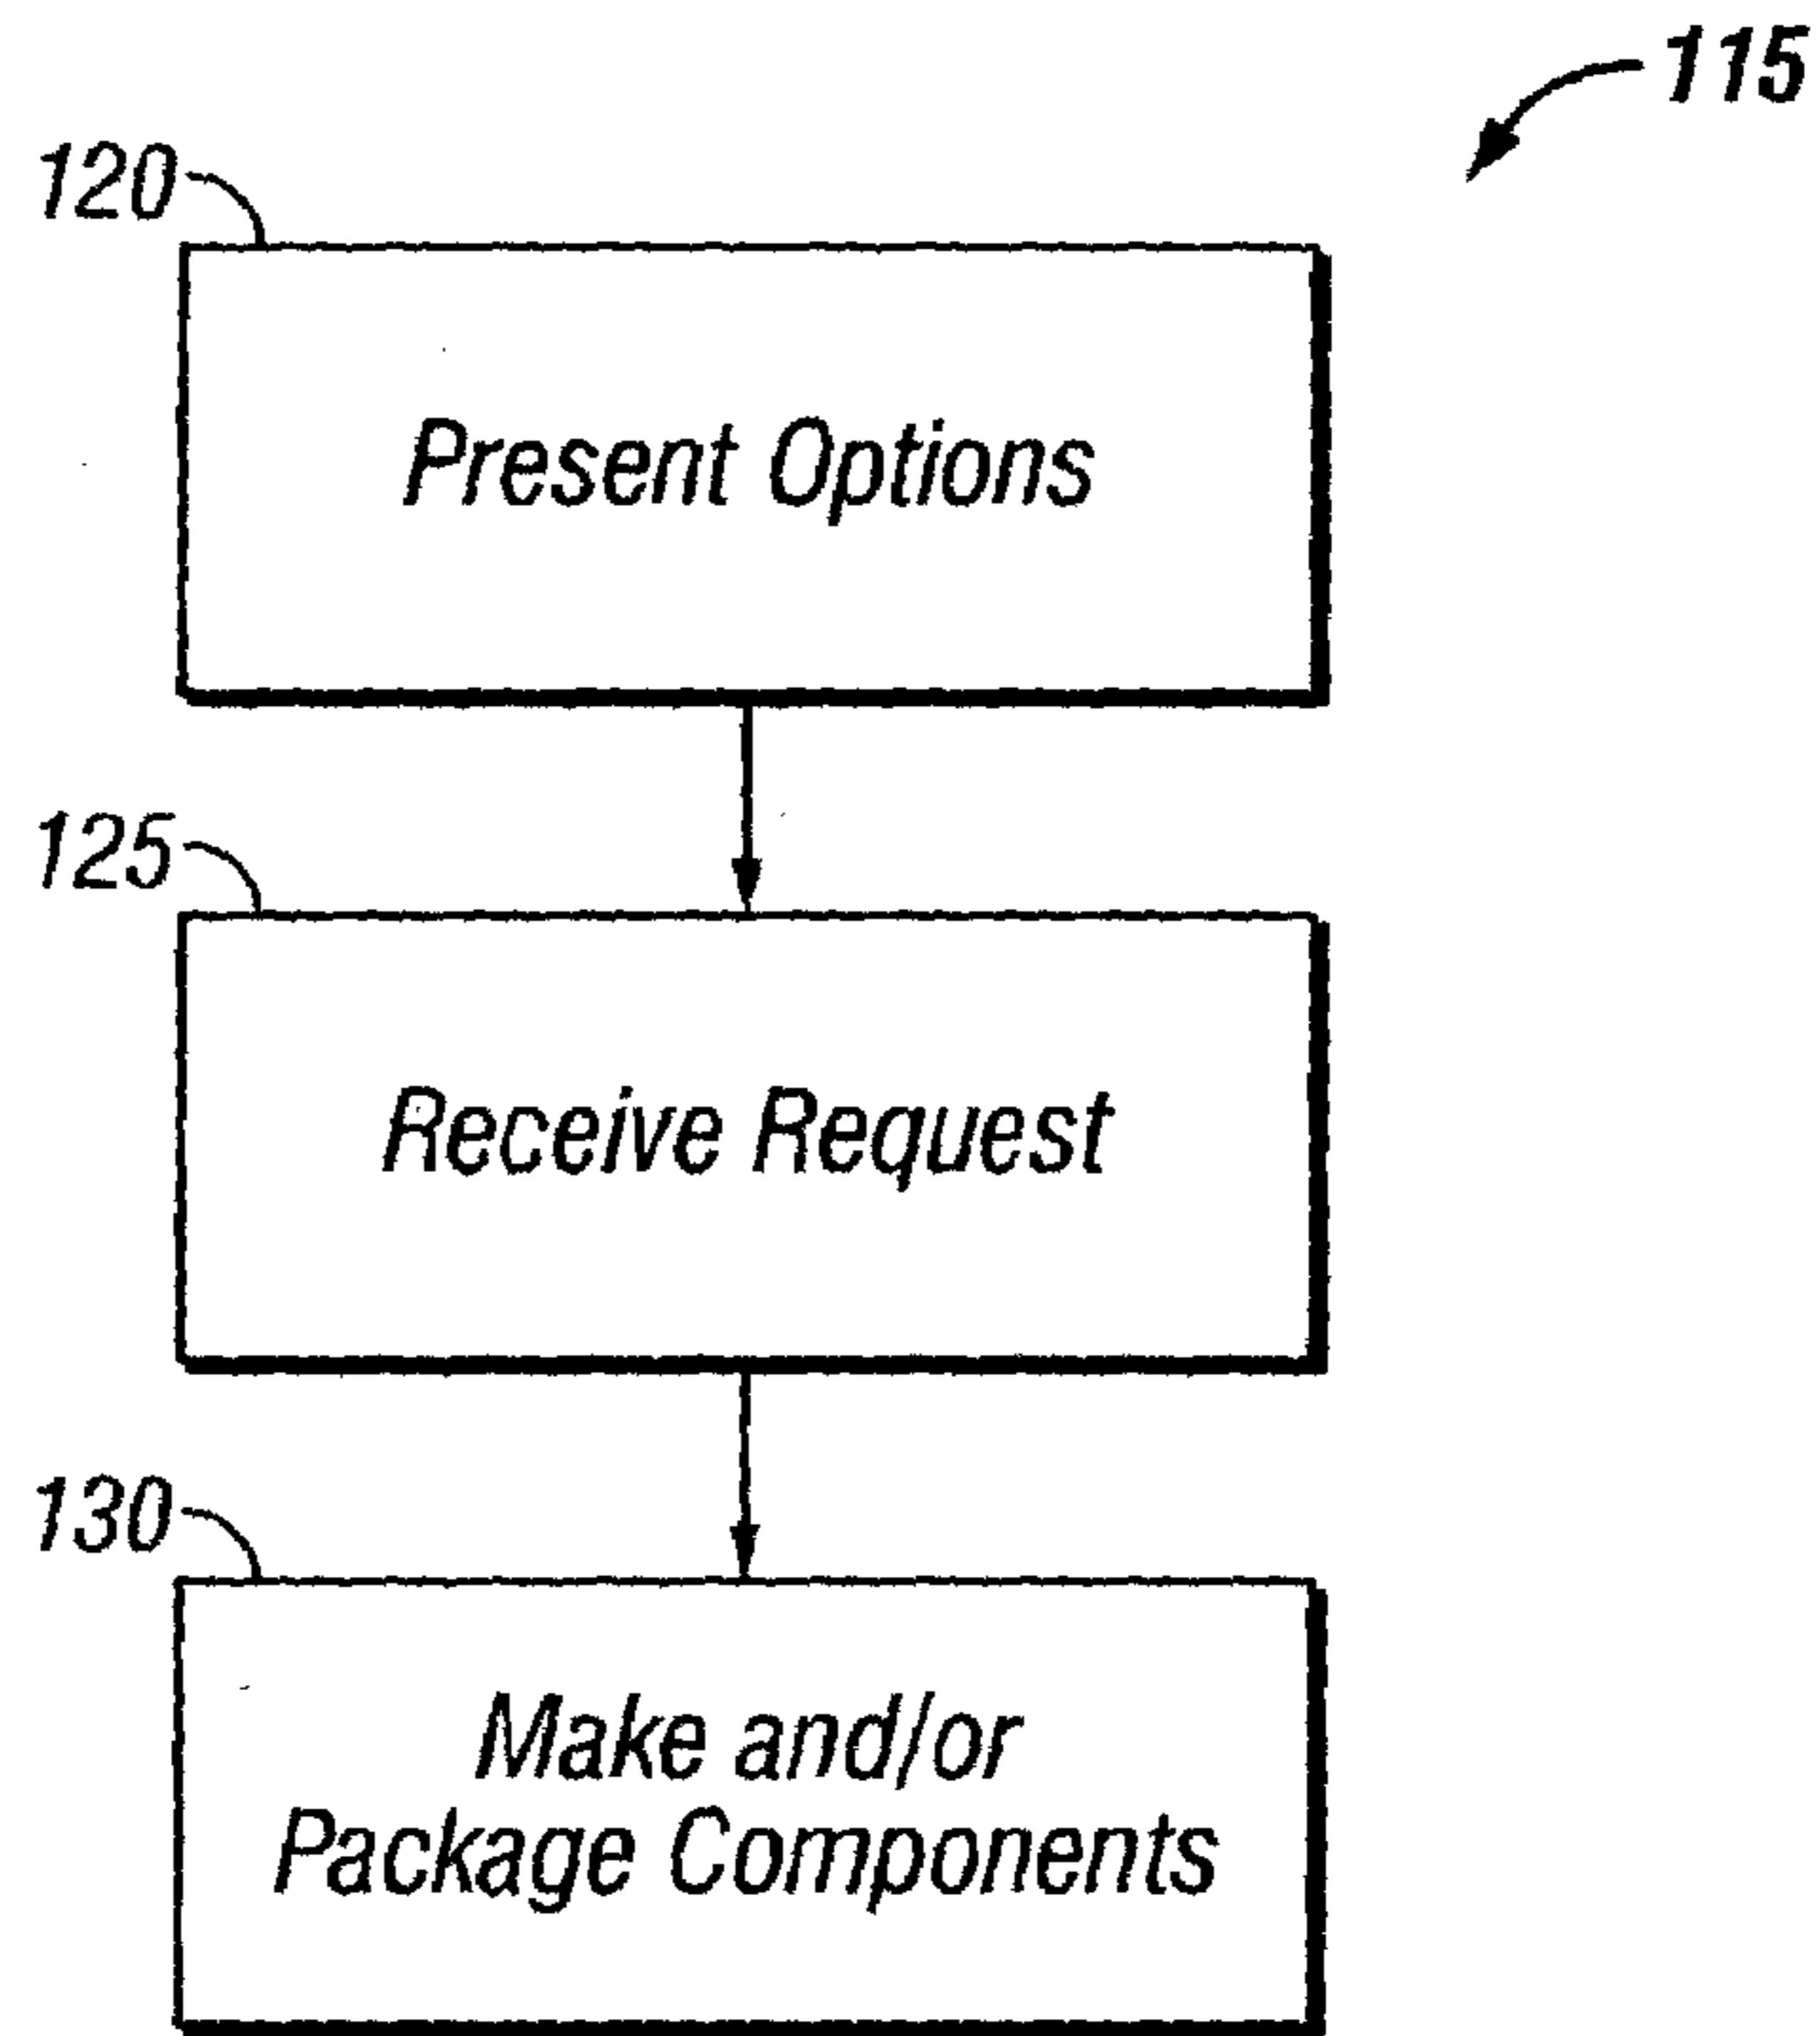 115
120
Present Options
125
Receive Request
130
Make and/or
Package Components